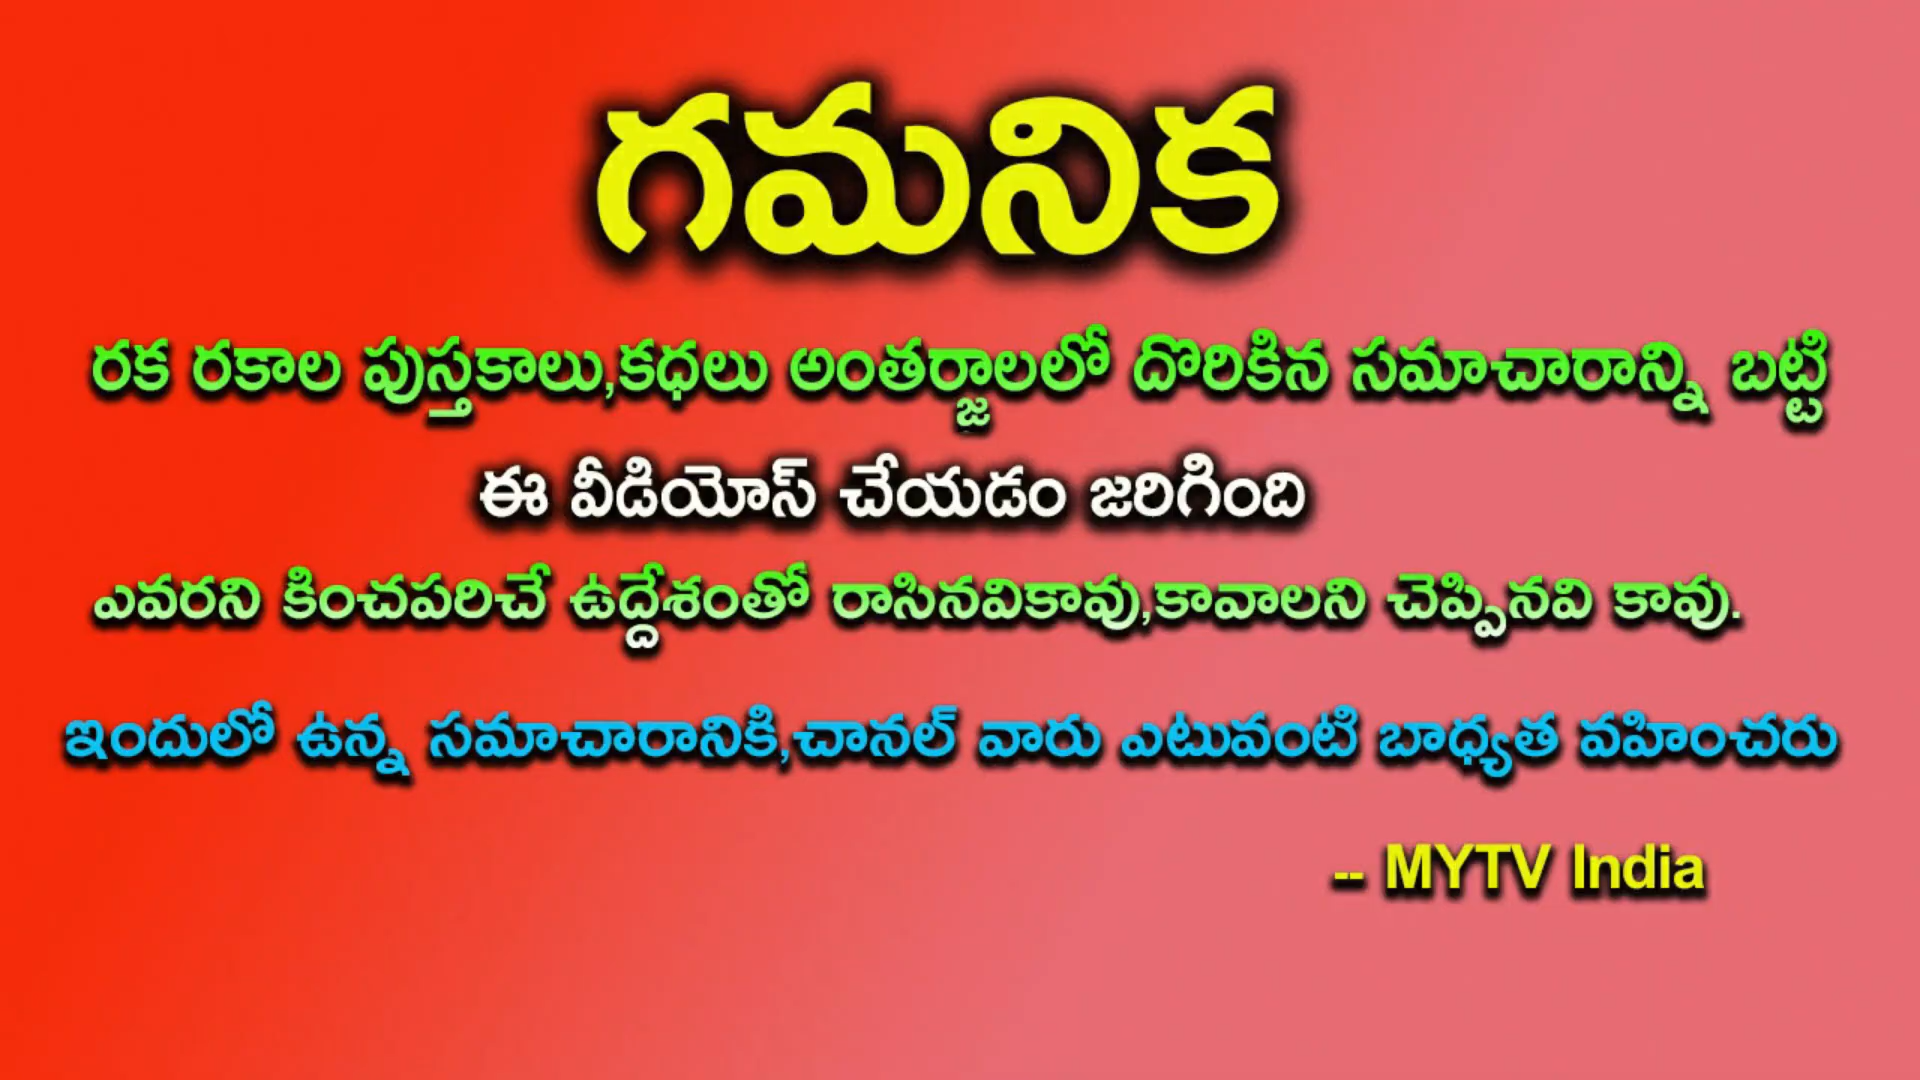 గమనిక
రక రకాల పుస్తకాలు,కధలు అంతర్జాలలో దొరికిన సమాచారాన్ని బట్టి
ఈ వీడియోస్ చేయడం జరిగింది
ఎవరని కించపరిచే ఉద్దేశంతో రాసినవికావు,కావాలని చెప్పినవి కావు.
ఇందులో ఉన్న సమాచారానికి,చానల్ వారు ఎటువంటి బాధ్యత వహించరు
-- MYTV India